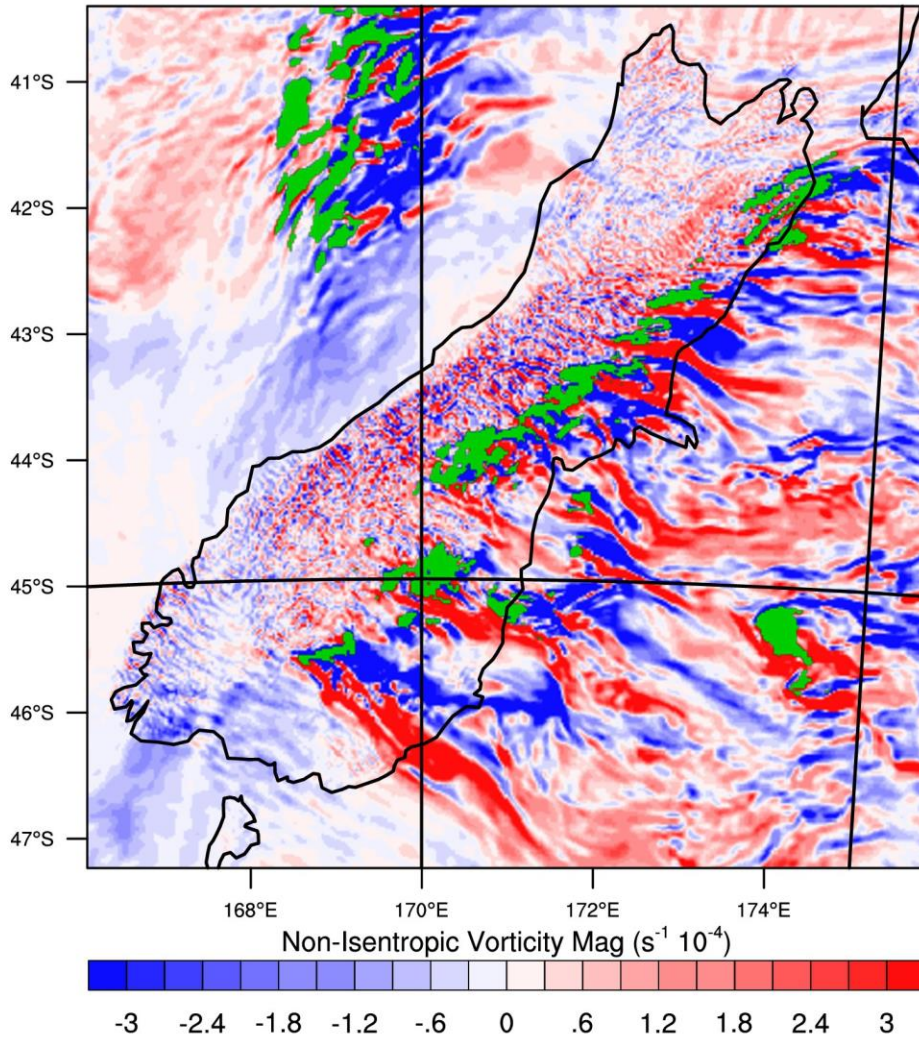 41°S
42°S
43°S
44°S
45°S
46°S
47°S
168°E 170°E 172°E 174°E
Non-Isentropic Vorticity Mag (s⁻¹ 10⁻⁴)
-3 -2.4 -1.8 -1.2 -.6 0 .6 1.2 1.8 2.4 3